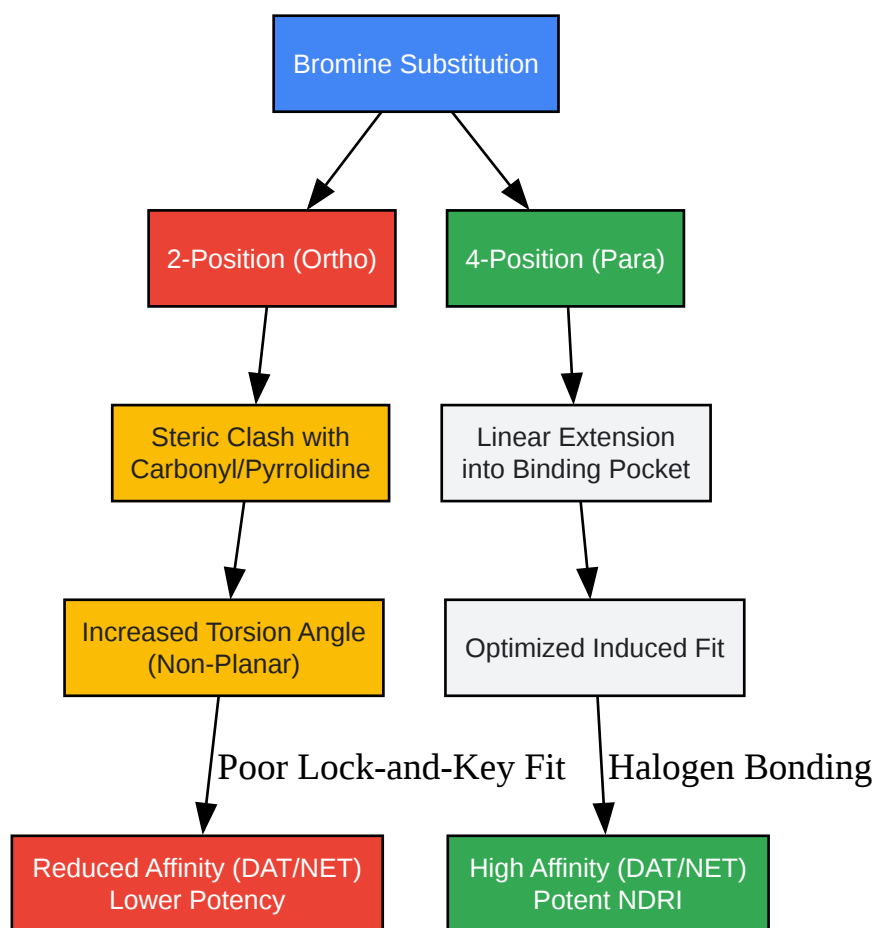 Bromine Substitution
2-Position (Ortho)
4-Position (Para)
Steric Clash with
Carbonyl/Pyrrolidine
Linear Extension
into Binding Pocket
Increased Torsion Angle
(Non-Planar)
Optimized Induced Fit
Poor Lock-and-Key Fit
Halogen Bonding
Reduced Affinity (DAT/NET)
Lower Potency
High Affinity (DAT/NET)
Potent NDRI